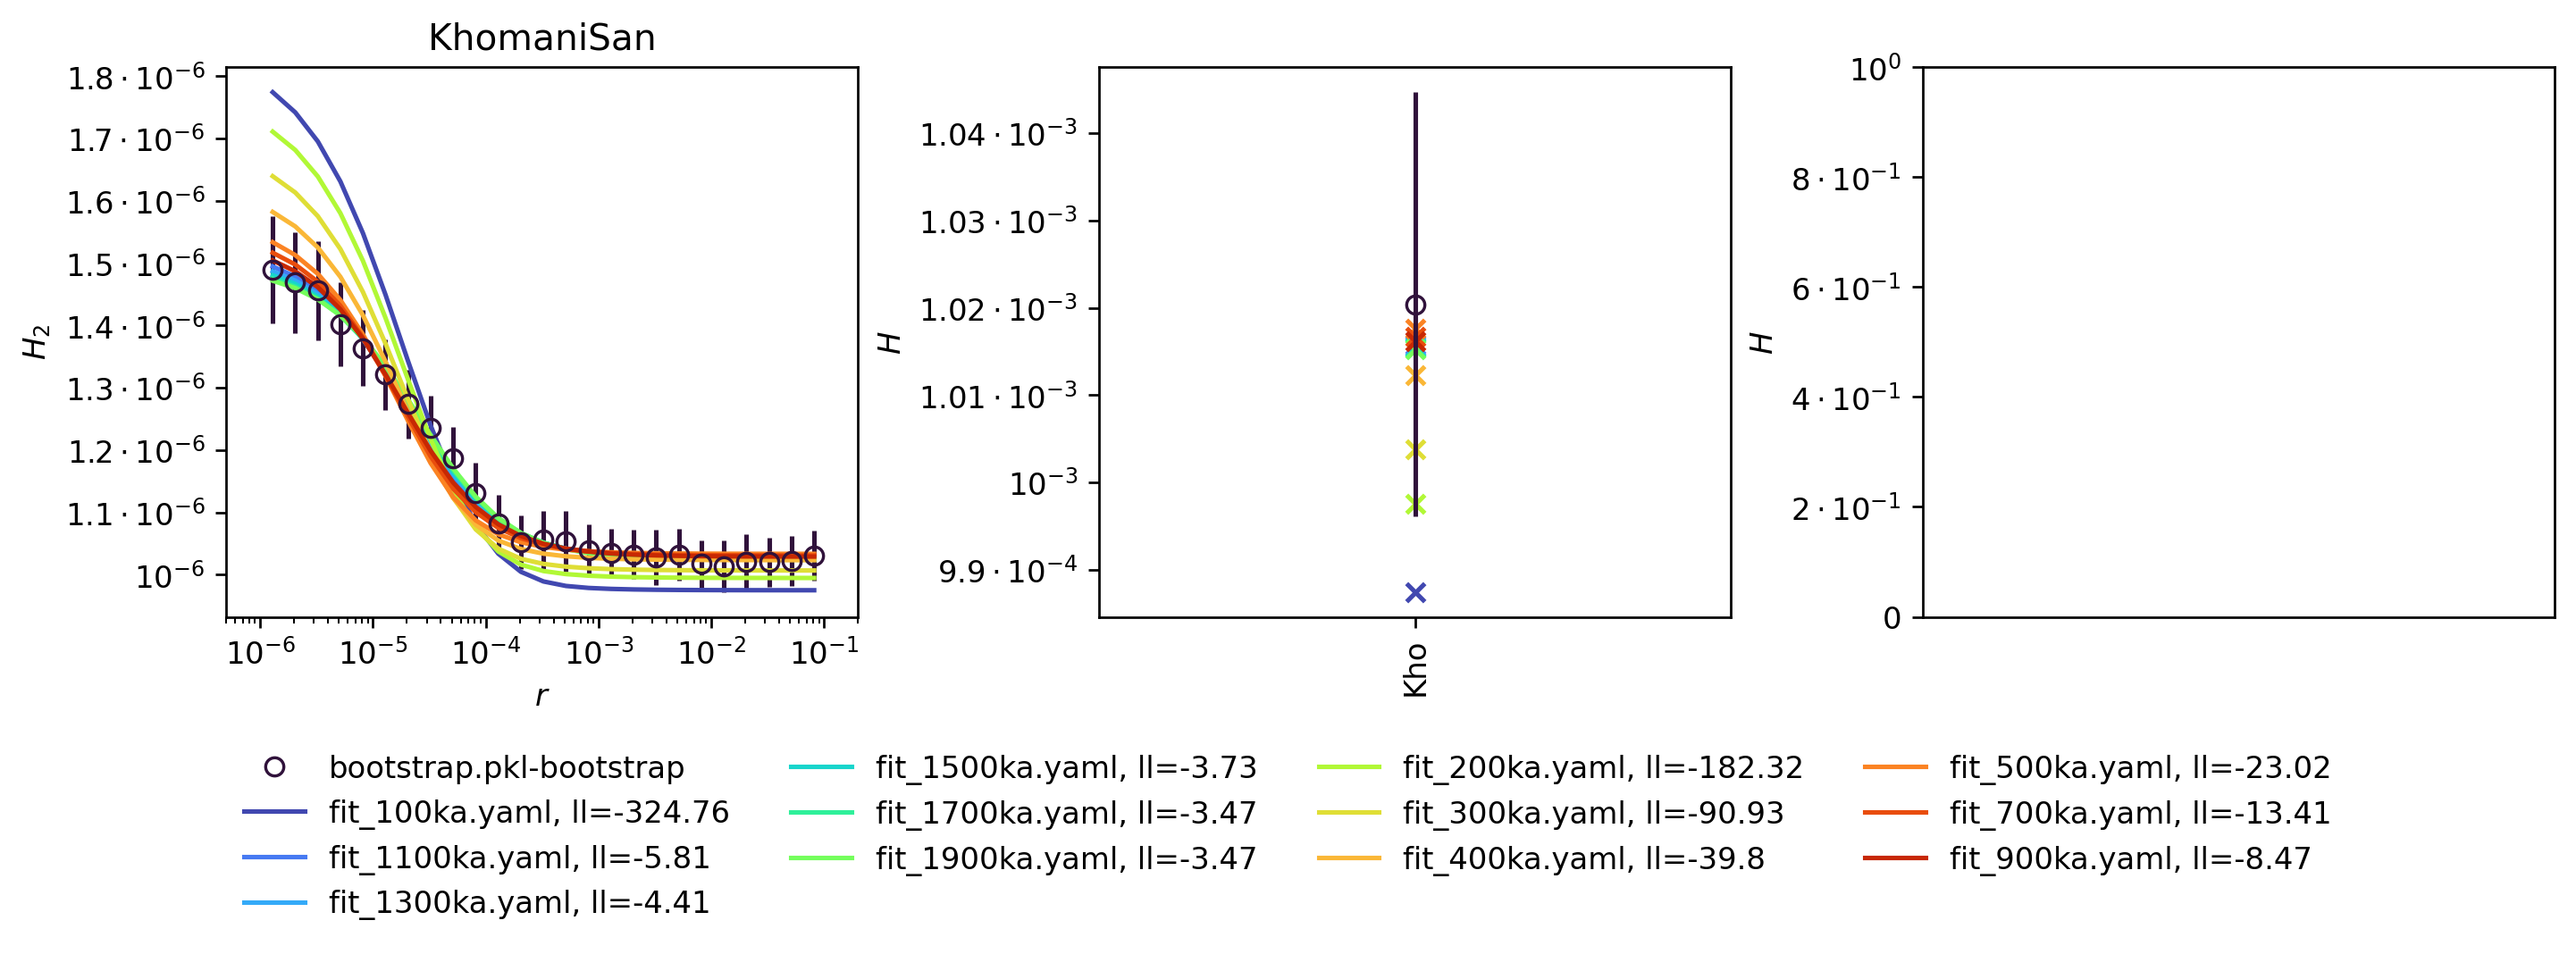 KhomaniSan
1.8 · 10⁻⁶
1.7 · 10⁻⁶
1.6 · 10⁻⁶
1.5 · 10⁻⁶
1.4 · 10⁻⁶
1.3 · 10⁻⁶
1.2 · 10⁻⁶
1.1 · 10⁻⁶
10⁻⁶
H₂
10⁻⁶ 10⁻⁵ 10⁻⁴ 10⁻³ 10⁻² 10⁻¹
r
1.04 · 10⁻³
1.03 · 10⁻³
1.02 · 10⁻³
1.01 · 10⁻³
10⁻³
9.9 · 10⁻⁴
H
Kho
10⁰
8 · 10⁻¹
6 · 10⁻¹
4 · 10⁻¹
2 · 10⁻¹
0
H
bootstrap.pkl-bootstrap
fit_100ka.yaml, ll=-324.76
fit_1100ka.yaml, ll=-5.81
fit_1300ka.yaml, ll=-4.41
fit_1500ka.yaml, ll=-3.73
fit_1700ka.yaml, ll=-3.47
fit_1900ka.yaml, ll=-3.47
fit_200ka.yaml, ll=-182.32
fit_300ka.yaml, ll=-90.93
fit_400ka.yaml, ll=-39.8
fit_500ka.yaml, ll=-23.02
fit_700ka.yaml, ll=-13.41
fit_900ka.yaml, ll=-8.47